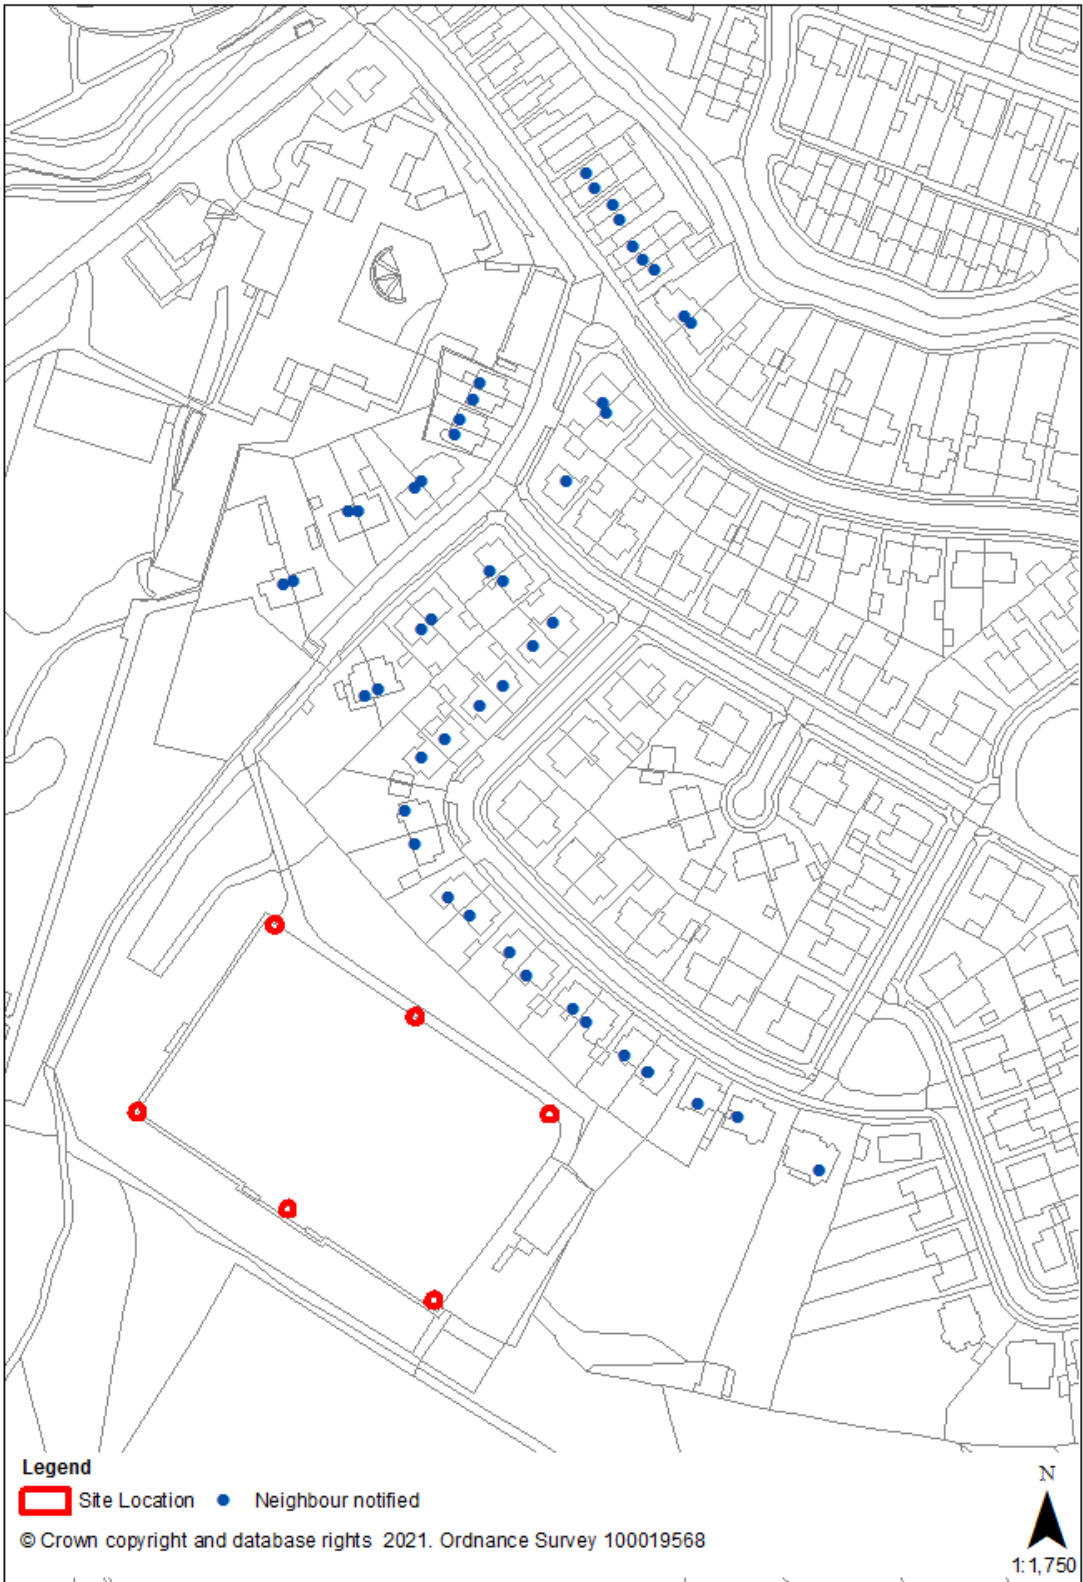 Legend
Site Location Neighbour notified
© Crown copyright and database rights 2021. Ordnance Survey 100019568
N
1:1,750